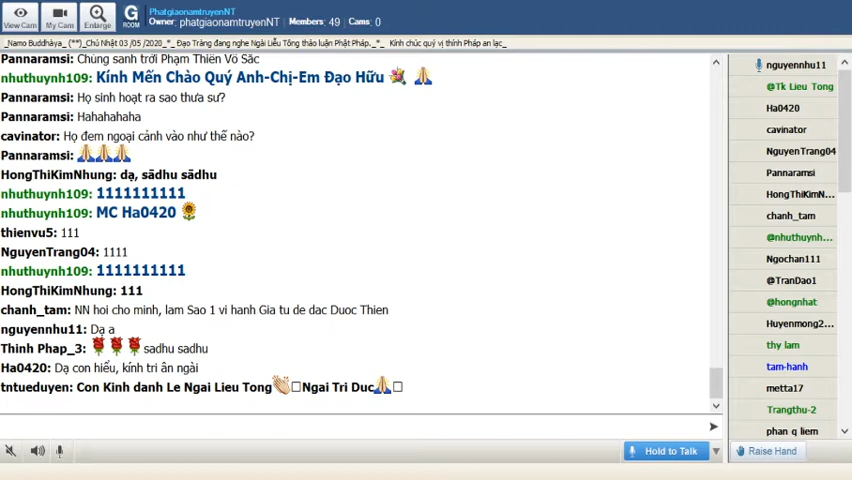 PhatgiaonamtruyenNT
Owner: phatgiaonamtruyenNT Members: 49 Cams: 0
View Cam My Cam Enlarge G ROOM
_Namo Buddhàya_ (**)_Chủ Nhật 03 /05 /2020_*_ Đạo Tràng đang nghe Ngài Liễu Tông thảo luận Phật Pháp._*_ Kính chúc quý vị thính Pháp an lạc_
Pannaramsi: Chúng sanh trời Phạm Thiên Vô Sắc
nhuthuynh109: Kính Mến Chào Quý Anh-Chị-Em Đạo Hữu
Pannaramsi: Họ sinh hoạt ra sao thưa sư?
Pannaramsi: Hahahahaha
cavinator: Họ đem ngoại cảnh vào như thế nào?
Pannaramsi:
HongThiKimNhung: dạ, sādhu sādhu
nhuthuynh109: 1111111111
nhuthuynh109: MC Ha0420
thienvu5: 111
NguyenTrang04: 1111
nhuthuynh109: 1111111111
HongThiKimNhung: 111
chanh_tam: NN hoi cho minh, lam Sao 1 vi hanh Gia tu de dac Duoc Thien
nguyennhu11: Dạ a
Thinh Phap_3: sadhu sadhu
Ha0420: Dạ con hiểu, kính tri ân ngài
tntueduyen: Con Kinh danh Le Ngai Lieu Tong Ngai Tri Duc
nguyennhu11
@Tk Lieu Tong
Ha0420
cavinator
NguyenTrang04
Pannaramsi
HongThiKimN...
chanh_tam
@nhuthuynh...
Ngochan111
@TranDao1
@hongnhat
Huyenmong2...
thy lam
tam-hanh
metta17
Trangthu-2
phan q liem
Hold to Talk
Raise Hand